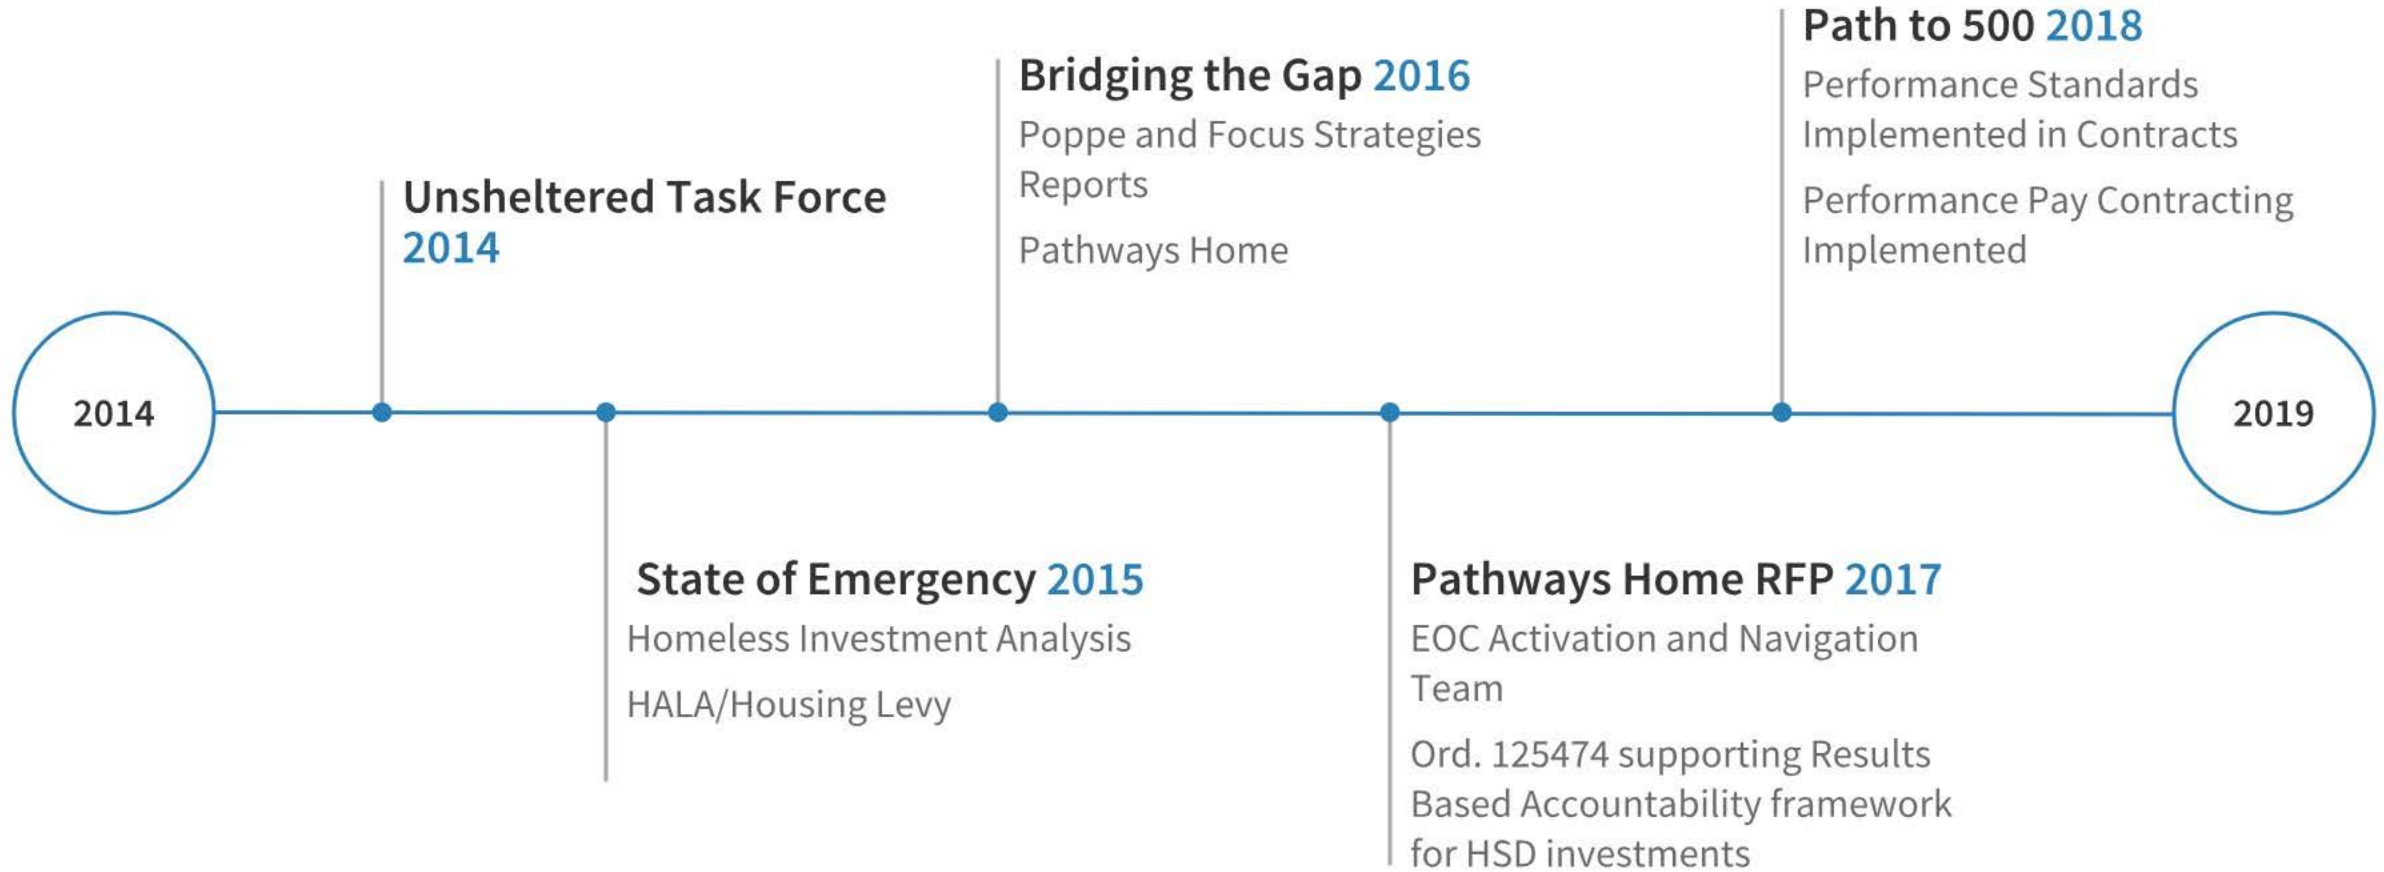 2014
Unsheltered Task Force
2014
State of Emergency 2015
Homeless Investment Analysis
HALA/Housing Levy
Bridging the Gap 2016
Poppe and Focus Strategies
Reports
Pathways Home
Pathways Home RFP 2017
EOC Activation and Navigation
Team
Ord. 125474 supporting Results
Based Accountability framework
for HSD investments
Path to 500 2018
Performance Standards
Implemented in Contracts
Performance Pay Contracting
Implemented
2019